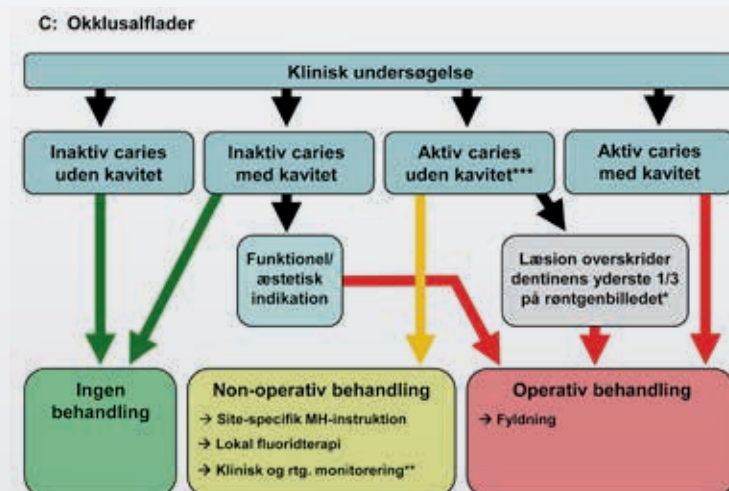 C: Okklusalflader
Klinisk undersøgelse
Inaktiv caries
uden kavitet
Inaktiv caries
med kavitet
Aktiv caries
uden kavitet***
Aktiv caries
med kavitet
Funktionel/
æstetisk
indikation
Læsion overskrider
dentinens yderste 1/3
på røntgenbilledet*
Ingen
behandling
Non-operativ behandling
→ Site-specifik MH-instruktion
→ Lokal fluoridterapi
→ Klinisk og rtg. monitorering**
Operativ behandling
→ Fyldning